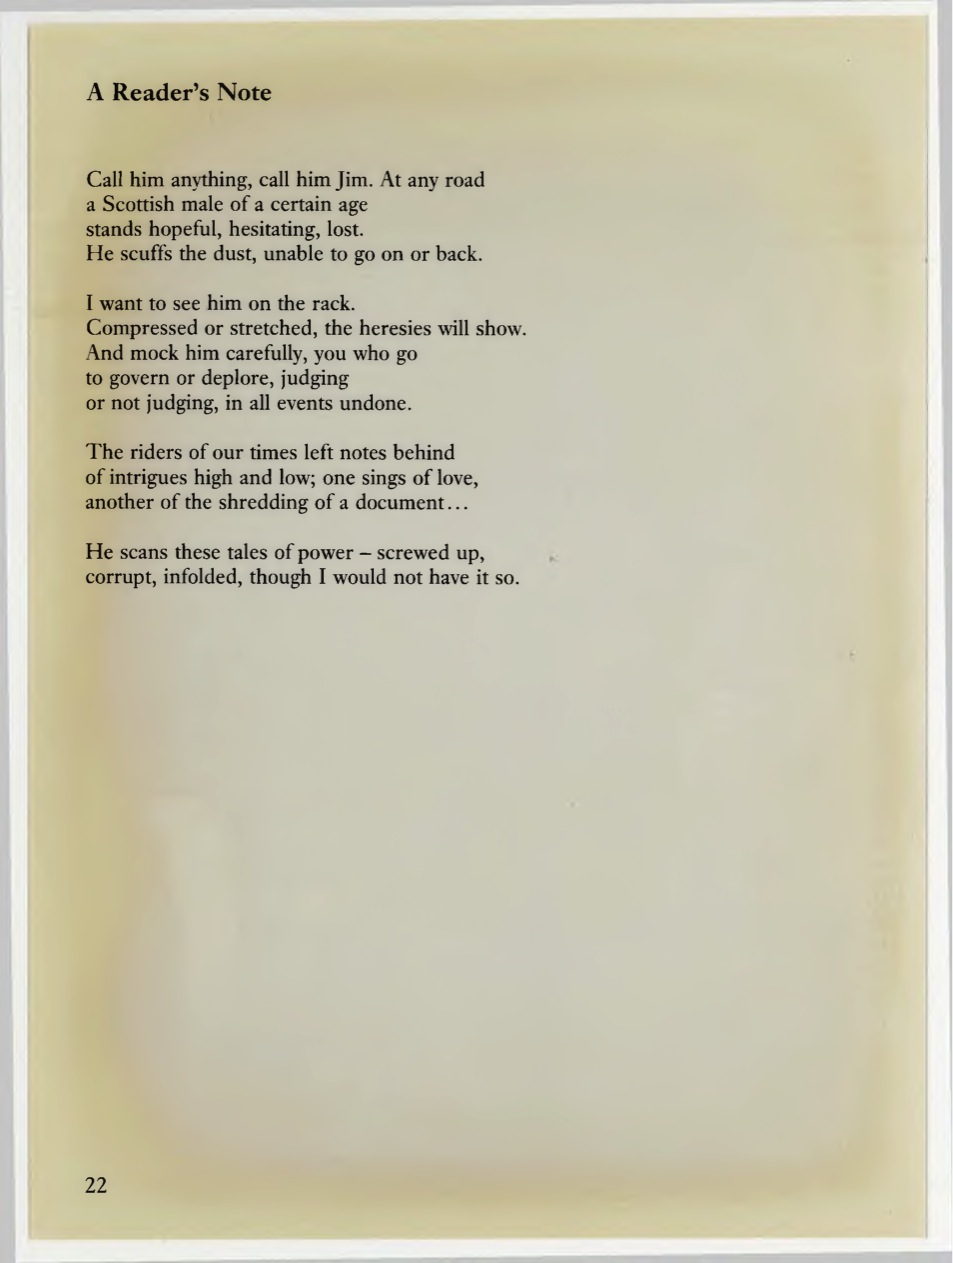 A Reader's Note
Call him anything, call him Jim. At any road
a Scottish male of a certain age
stands hopeful, hesitating, lost.
He scuffs the dust, unable to go on or back.
I want to see him on the rack.
Compressed or stretched, the heresies will show.
And mock him carefully, you who go
to govern or deplore, judging
or not judging, in all events undone.
The riders of our times left notes behind
of intrigues high and low; one sings of love,
another of the shredding of a document...
He scans these tales of power – screwed up,
corrupt, infolded, though I would not have it so.
22